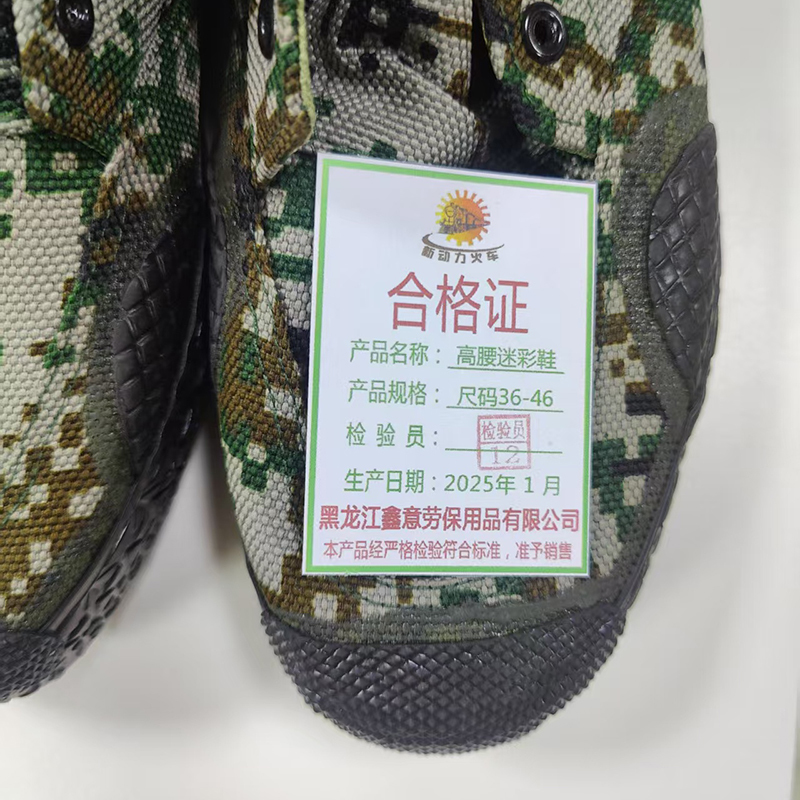 新动力火车
合格证
产品名称：高腰迷彩鞋
产品规格：尺码36-46
检验员：检验员
12
生产日期：2025年1月
黑龙江鑫意劳保用品有限公司
本产品经严格检验符合标准，准予销售